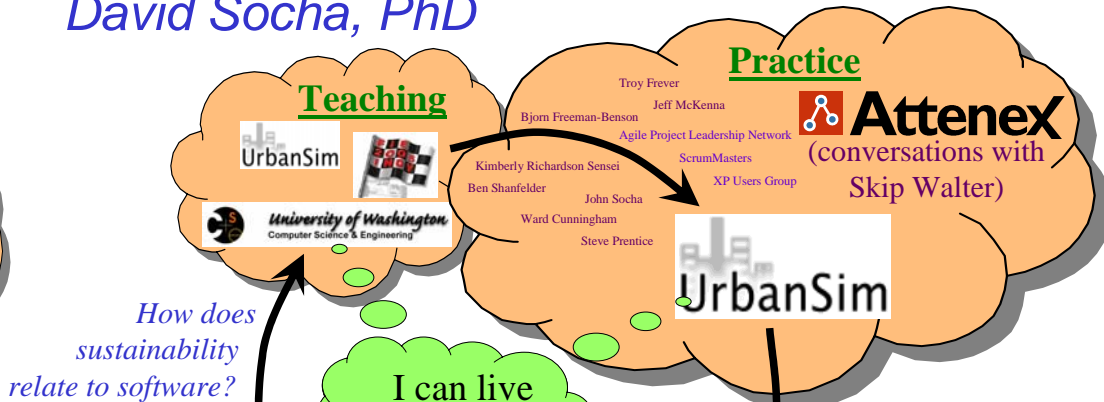 David Socha, PhD
Teaching
UrbanSim
University of Washington
Computer Science & Engineering
Practice
Troy Frever
Jeff McKenna
Bjorn Freeman-Benson
Agile Project Leadership Network
ScrumMasters
XP Users Group
Kimberly Richardson Sensei
Ben Shanfelder
John Socha
Ward Cunningham
Steve Prentice
Attenex
(conversations with
Skip Walter)
UrbanSim
How does
sustainability
relate to software?
I can live